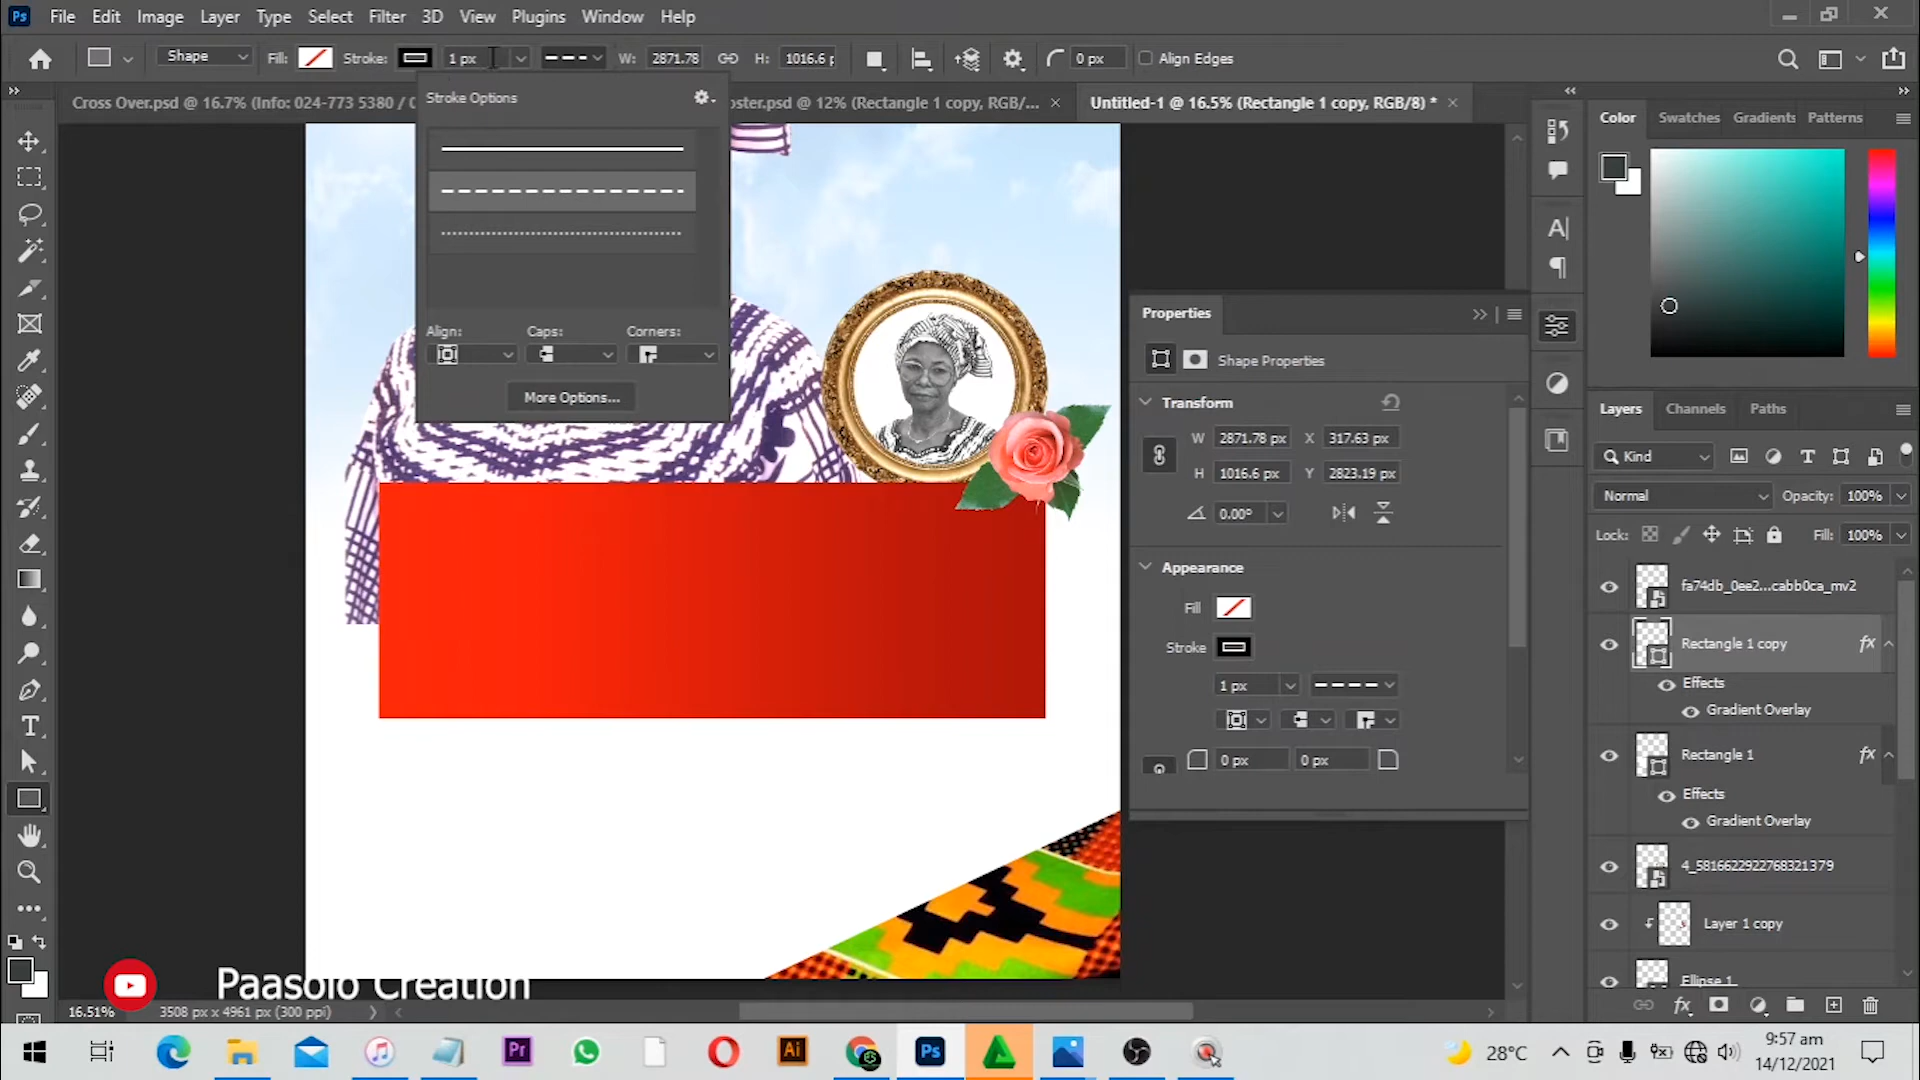 File Edit Image Layer Type Select Filter 3D View Plugins Window Help
Shape Fill: Stroke: 1 px W: 2871.78 H: 1016.6 p 0 px Align Edges
Cross Over.psd @ 16.7% (Info: 024-773 5380 / 0 oster.psd @ 12% (Rectangle 1 copy, RGB/... Untitled-1 @ 16.5% (Rectangle 1 copy, RGB/8) *
Stroke Options
Align: Caps: Corners:
More Options...
Properties
Shape Properties
Transform
W 2871.78 px X 317.63 px
H 1016.6 px Y 2823.19 px
0.00°
Appearance
Fill
Stroke
1 px
0 px 0 px
Color Swatches Gradients Patterns
Layers Channels Paths
Kind
Normal Opacity: 100%
Lock: Fill: 100%
fa74db_0ee2...cabb0ca_mv2
Rectangle 1 copy fx
Effects
Gradient Overlay
Rectangle 1 fx
Effects
Gradient Overlay
4_5816622922768321379
Layer 1 copy
Ellipse 1
Paasolo Creation
16.51% 3508 px x 4961 px (300 ppi)
28°C
9:57 am
14/12/2021